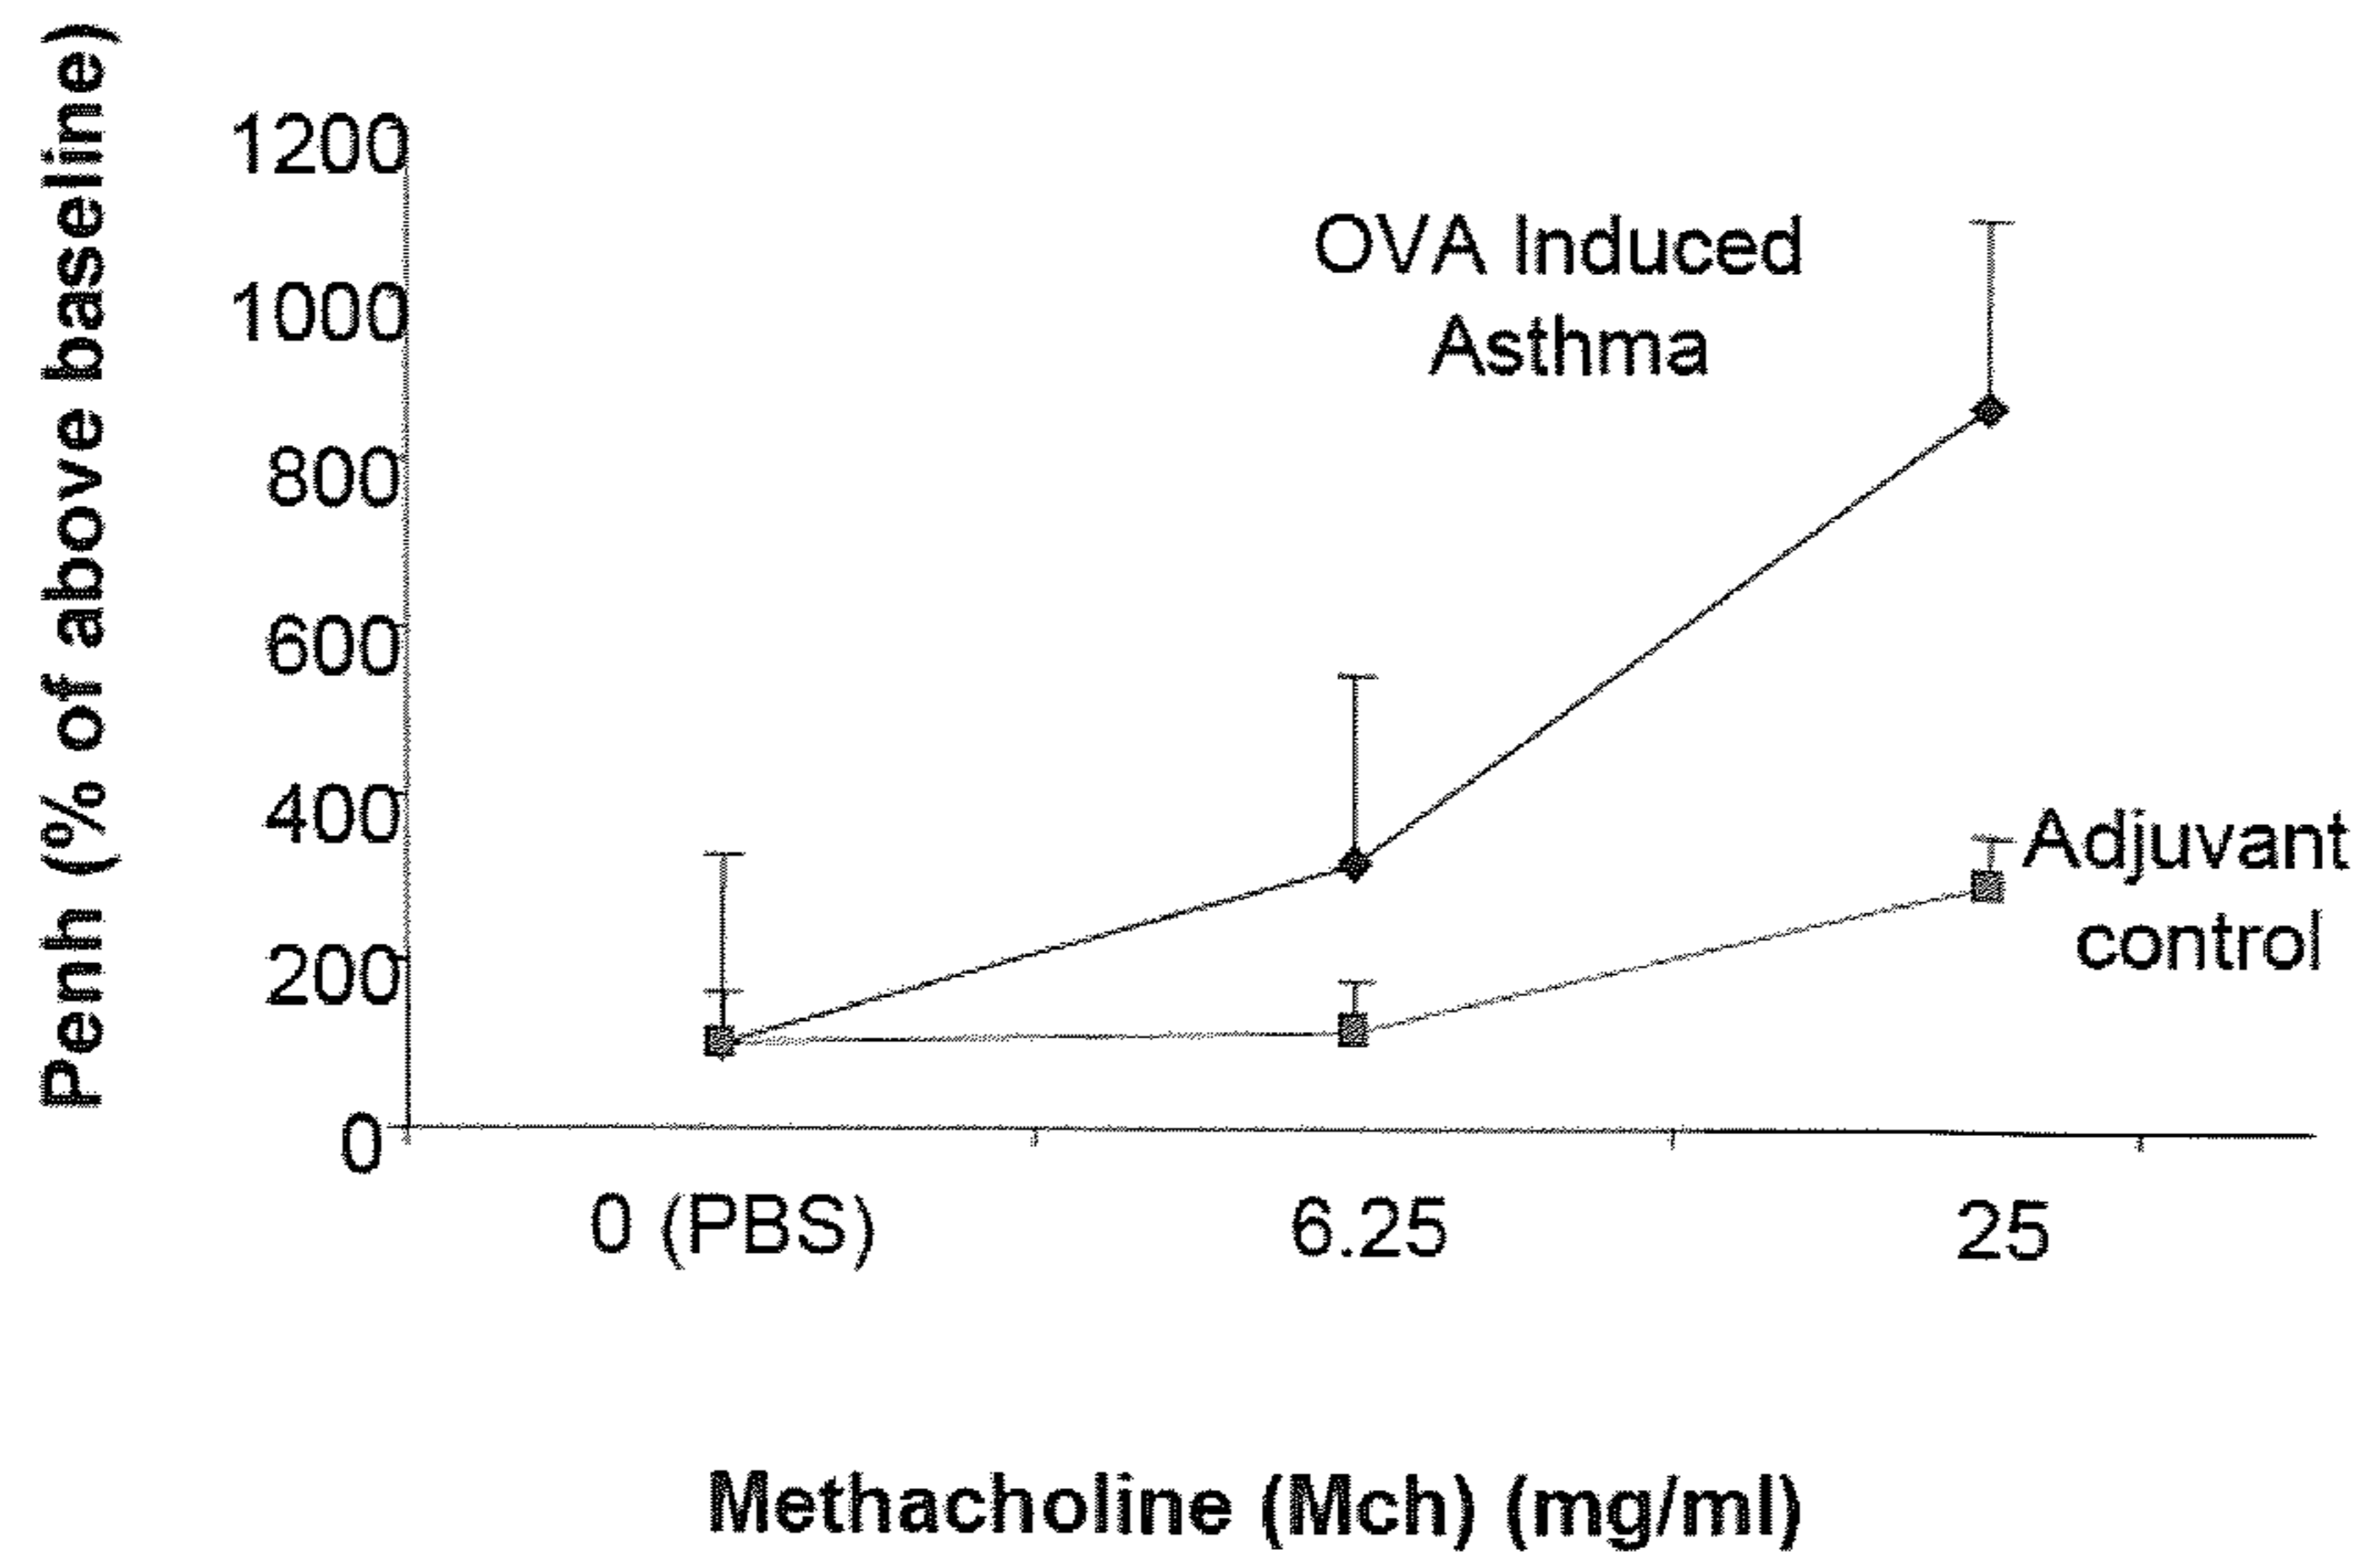 Penh (% of above baseline)
1200
1000
800
600
400
200
0
OVA Induced
Asthma
Adjuvant
control
0 (PBS)
6.25
25
Methacholine (Mch) (mg/ml)